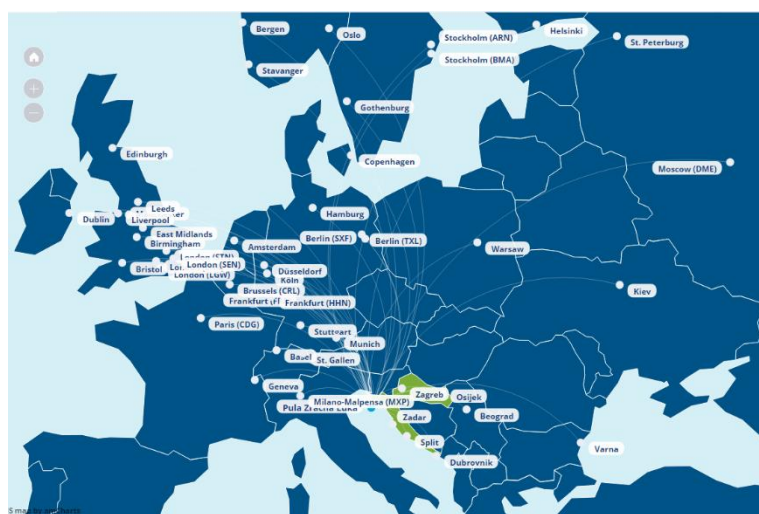 Bergen
Oslo
Stockholm (ARN)
Helsinki
St. Peterburg
Stockholm (BMA)
Stavanger
Gothenburg
Edinburgh
Copenhagen
Moscow (DME)
Leeds
Hamburg
Dublin
Liverpool
East Midlands
Berlin (SXF)
Berlin (TXL)
Warsaw
Birmingham
Amsterdam
London (SEN)
Bristol
London (LGW)
Düsseldorf
Köln
Kiev
Brussels (CRL)
Frankfurt
Frankfurt (HHN)
Paris (CDG)
Stuttgart
Munich
Basel
St. Gallen
Geneva
Zagreb
Osijek
Milano-Malpensa (MXP)
Pula Zračna Luka
Beograd
Zadar
Split
Varna
Dubrovnik